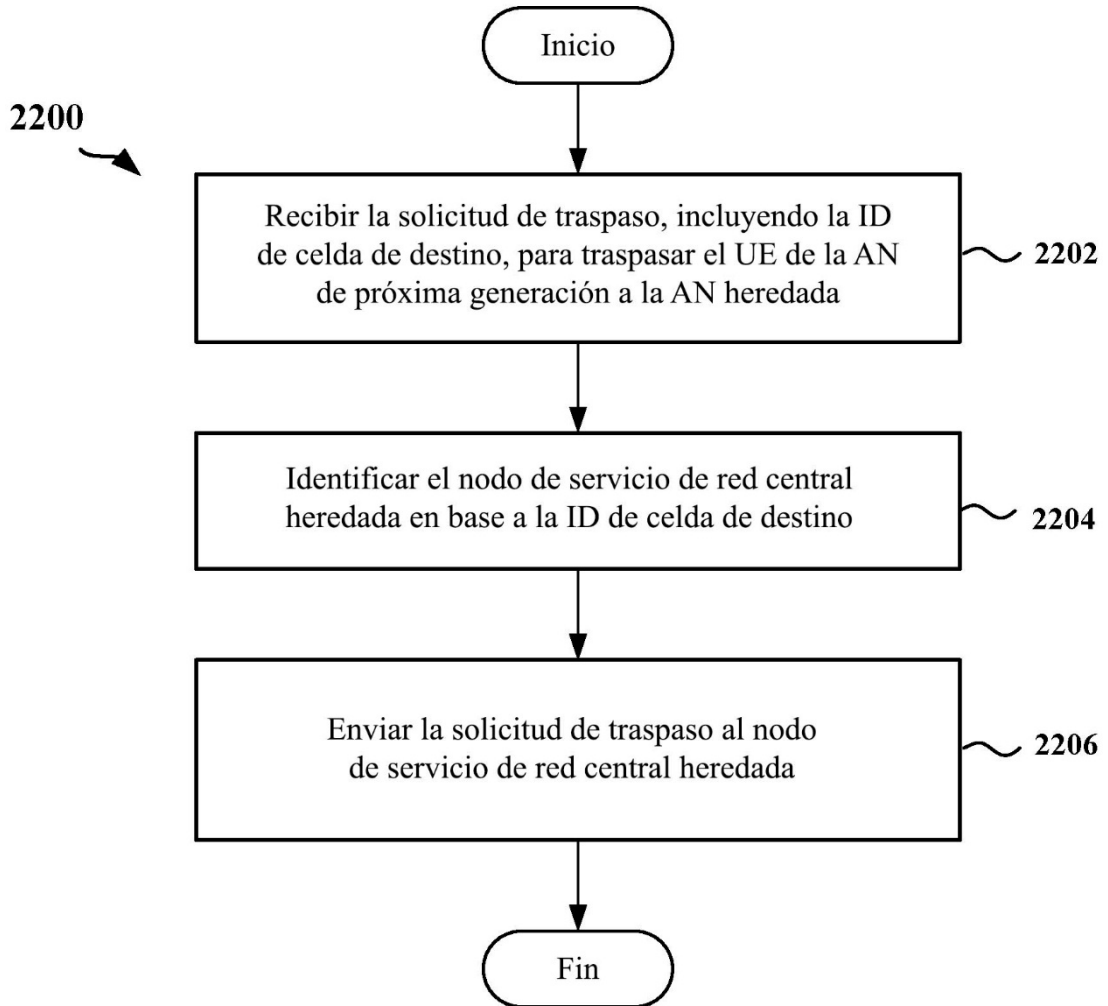 Inicio
2200
Recibir la solicitud de traspaso, incluyendo la ID
de celda de destino, para traspasar el UE de la AN
de próxima generación a la AN heredada
2202
Identificar el nodo de servicio de red central
heredada en base a la ID de celda de destino
2204
Enviar la solicitud de traspaso al nodo
de servicio de red central heredada
2206
Fin